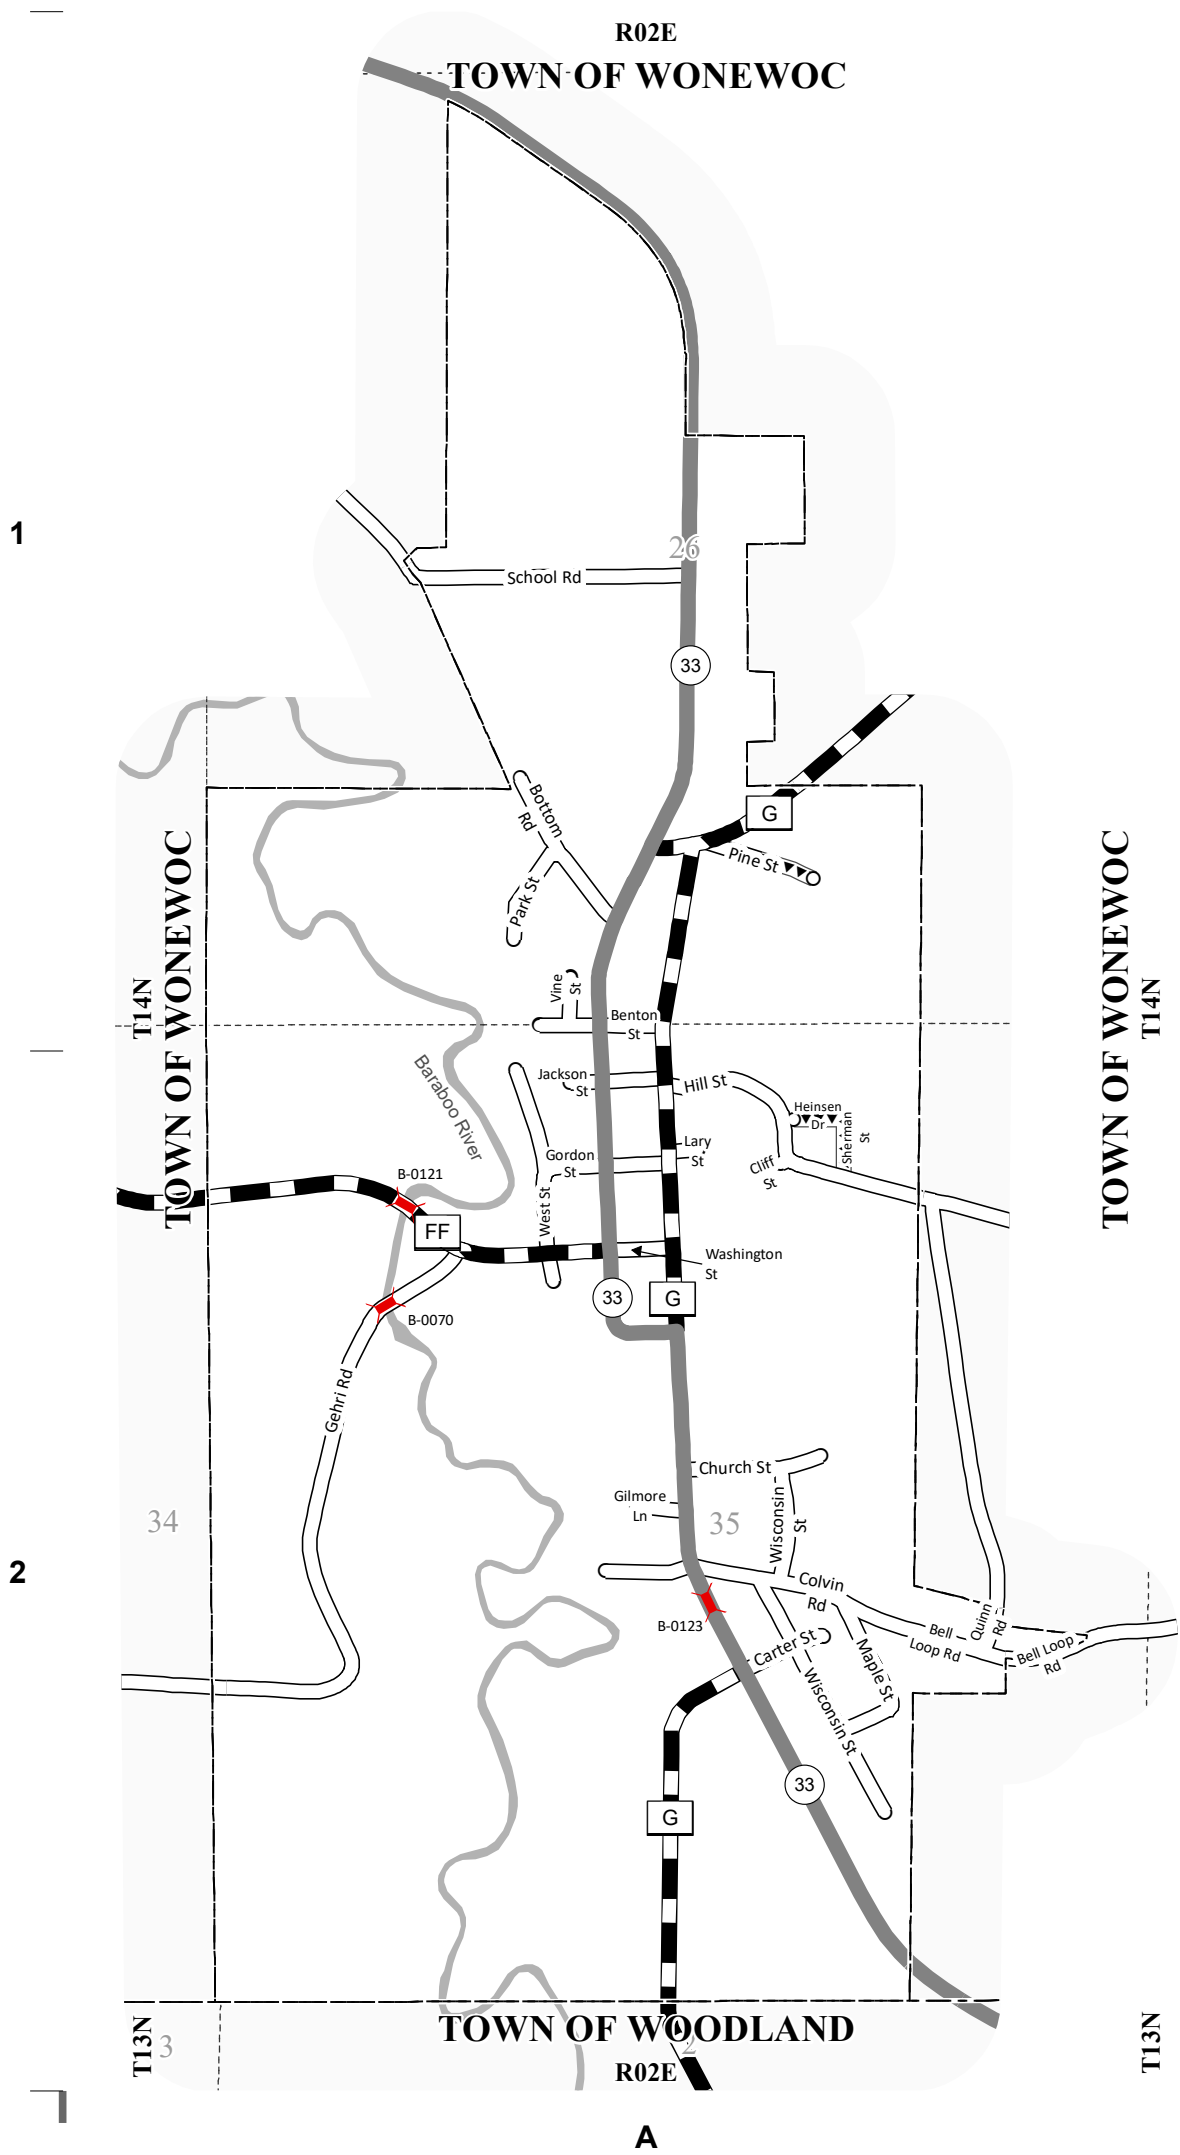 R02E
TOWN OF WONEWOC
1
26
School Rd
33
G
Bottom
Rd
Pine St
Park St
TOWN OF WONEWOC
T14N
TOWN OF WONEWOC
T14N
Vine
St
Benton
St
Jackson
St
Hill St
Baraboo River
Heinsen
Dr
Sherman
St
Lary
St
Gordon
St
Cliff
St
B-0121
FF
West St
Washington
St
33
G
B-0070
Gehri Rd
Church St
Gilmore
Ln
34
35
Wisconsin
St
2
Colvin
Rd
B-0123
Quinn
Rd
Bell
Loop Rd
Bell Loop
Rd
Carter St
Maple St
Wisconsin St
33
G
TOWN OF WOODLAND
T13N
3
2
T13N
R02E
A